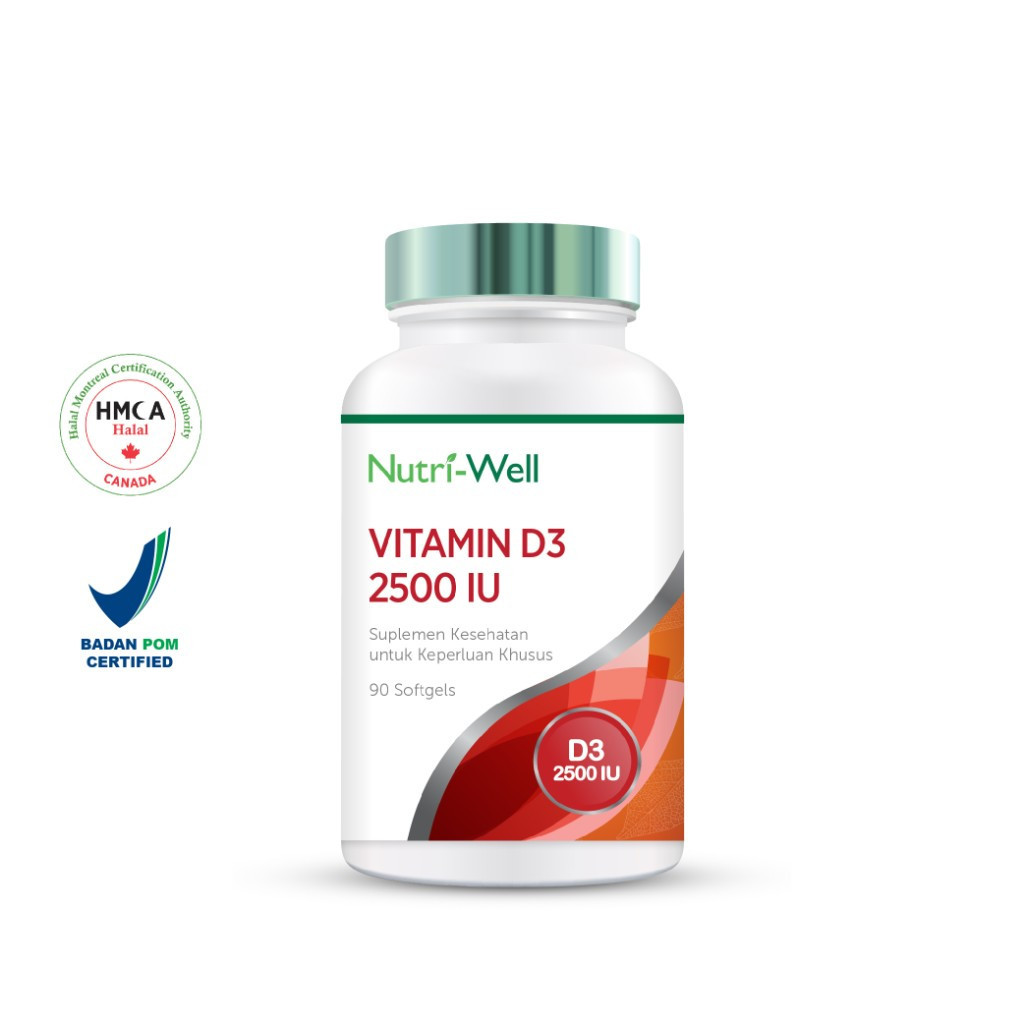 Halal Montreal Certification Authority
HMCA
Halal
CANADA
BADAN POM
CERTIFIED
Nutri-Well
VITAMIN D3
2500 IU
Suplemen Kesehatan
untuk Keperluan Khusus
90 Softgels
D3
2500 IU